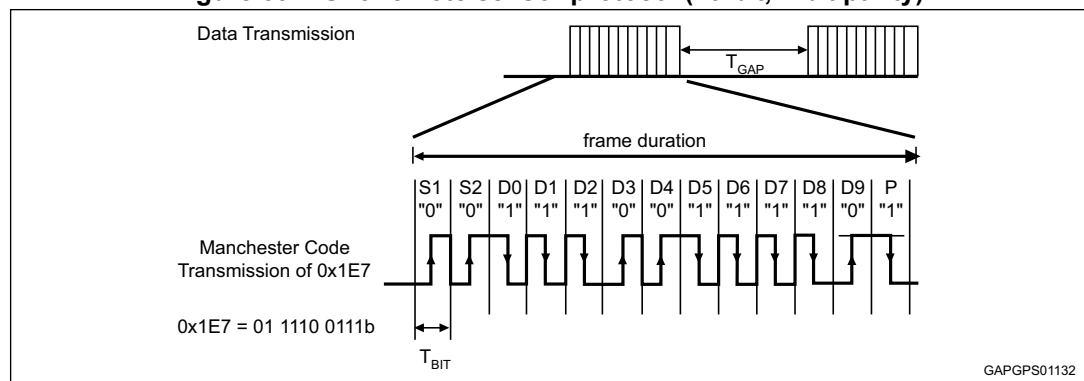 Data Transmission
TGAP
frame duration
S1 S2 D0 D1 D2 D3 D4 D5 D6 D7 D8 D9 P
"0" "0" "1" "1" "1" "0" "0" "1" "1" "1" "1" "0" "1"
Manchester Code
Transmission of 0x1E7
0x1E7 = 01 1110 0111b
TBIT
GAPGPS01132